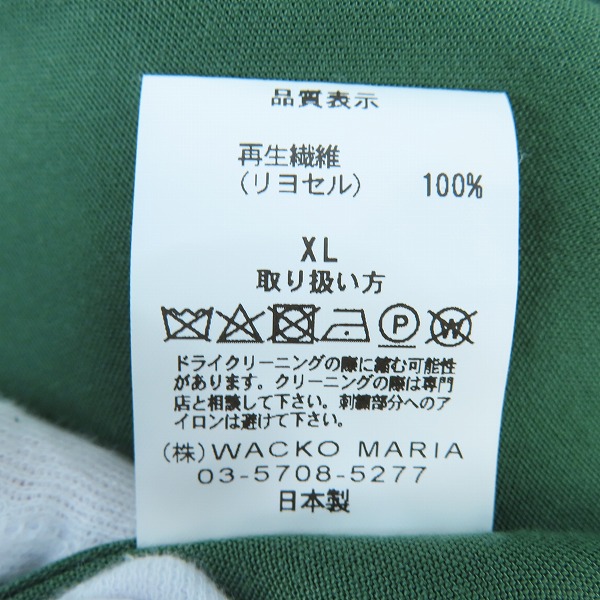 品質表示
再生繊維
(リヨセル) 100%
XL
取り扱い方
P W
ドライクリーニングの際に縮む可能性
があります。クリーニングの際は専門
店と相談して下さい。刺繍部分へのア
イロンは避けて下さい。
(株)WACKO MARIA
03-5708-5277
日本製